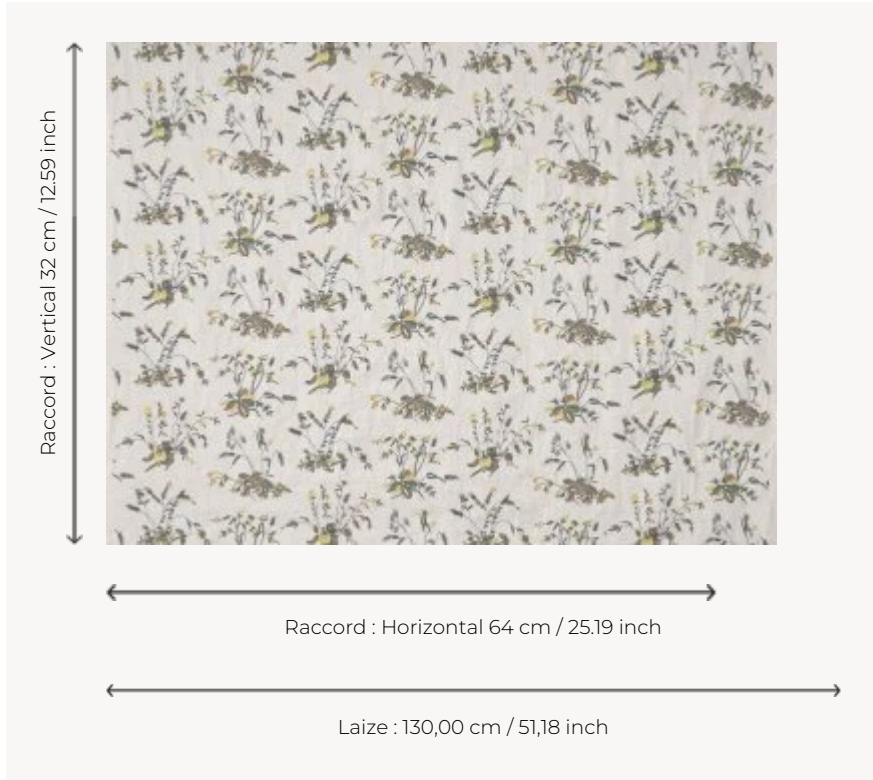 Raccord : Vertical 32 cm / 12.59 inch
Raccord : Horizontal 64 cm / 25.19 inch
Laize : 130,00 cm / 51,18 inch